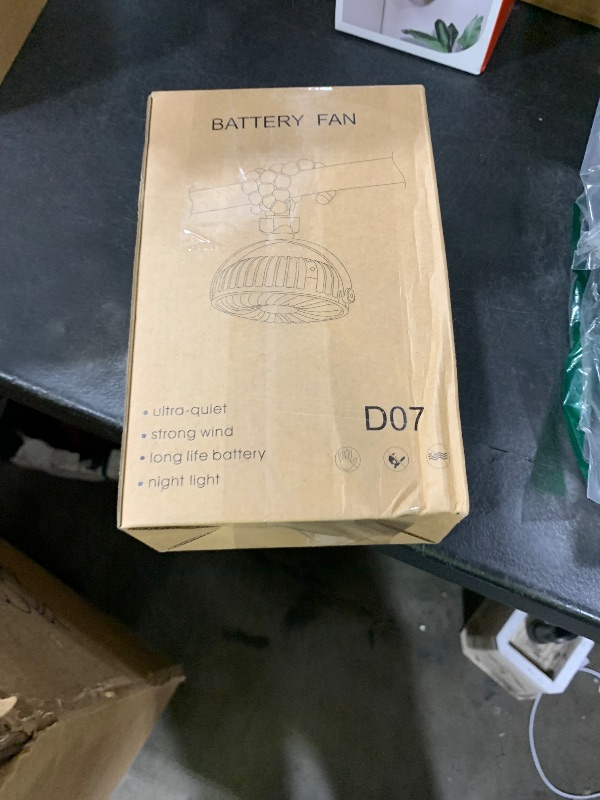 BATTERY FAN
• ultra-quiet
• strong wind
• long life battery
• night light
D07